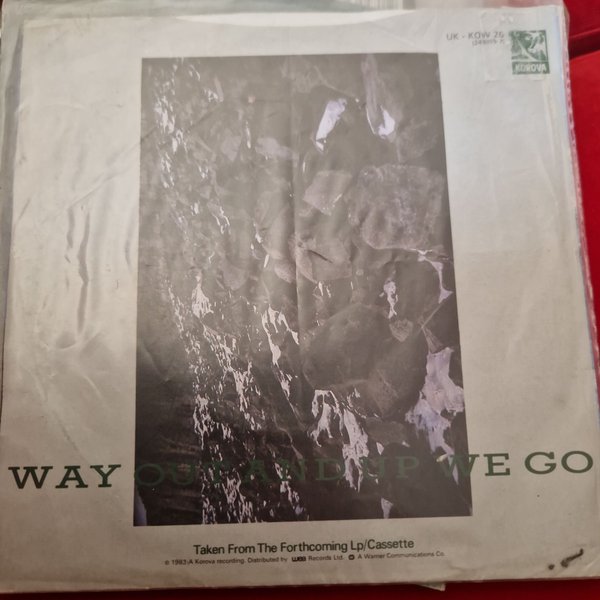 UK - KOW 26
KOROVA
WAY OUT AND UP WE GO
Taken From The Forthcoming Lp/Cassette
© 1983: A Korova recording. Distributed by wea Records Ltd. A Warner Communications Co.